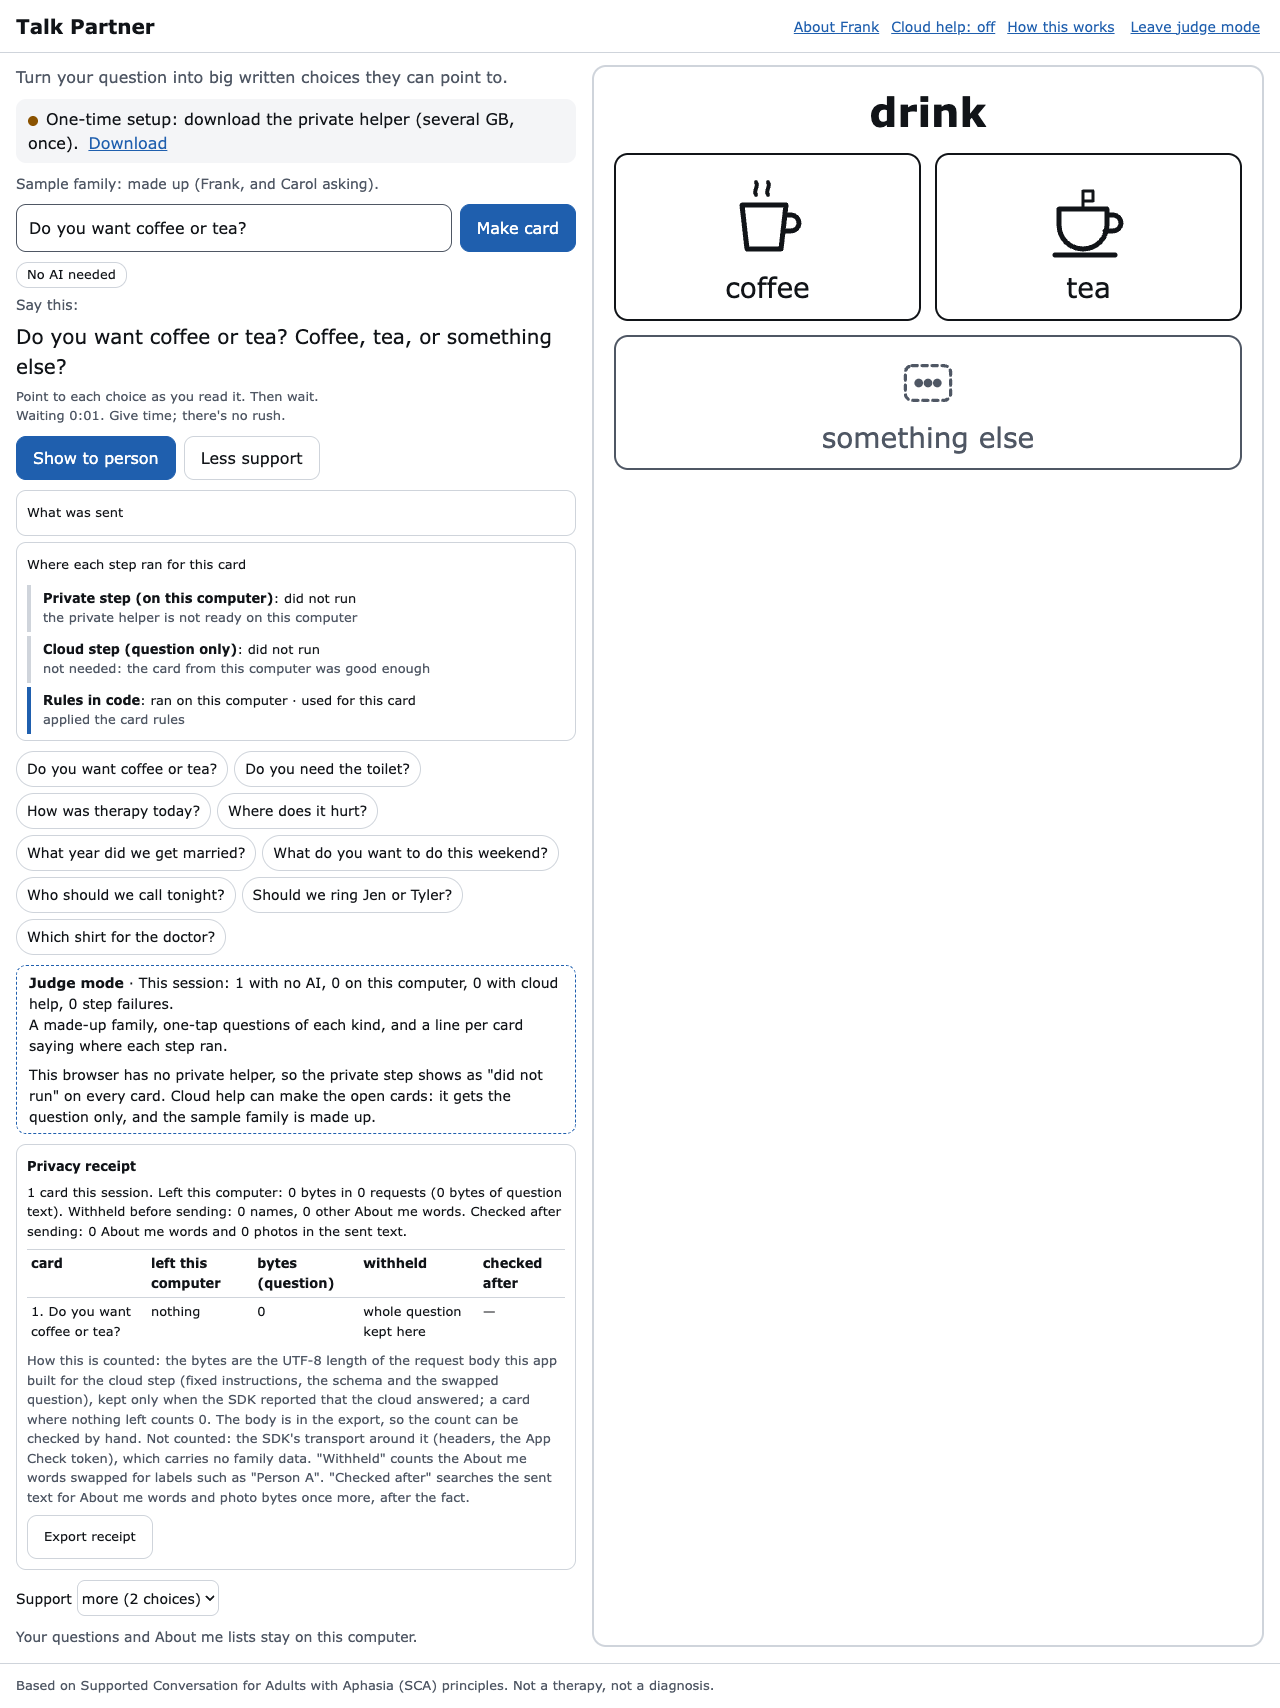 Talk Partner
About Frank Cloud help: off How this works Leave judge mode
Turn your question into big written choices they can point to.
One-time setup: download the private helper (several GB,
once). Download
Sample family: made up (Frank, and Carol asking).
Do you want coffee or tea? Make card
No AI needed
Say this:
Do you want coffee or tea? Coffee, tea, or something
else?
Point to each choice as you read it. Then wait.
Waiting 0:01. Give time; there's no rush.
Show to person Less support
What was sent
Where each step ran for this card
Private step (on this computer): did not run
the private helper is not ready on this computer
Cloud step (question only): did not run
not needed: the card from this computer was good enough
Rules in code: ran on this computer · used for this card
applied the card rules
Do you want coffee or tea? Do you need the toilet?
How was therapy today? Where does it hurt?
What year did we get married? What do you want to do this weekend?
Who should we call tonight? Should we ring Jen or Tyler?
Which shirt for the doctor?
Judge mode · This session: 1 with no AI, 0 on this computer, 0 with cloud
help, 0 step failures.
A made-up family, one-tap questions of each kind, and a line per card
saying where each step ran.
This browser has no private helper, so the private step shows as "did not
run" on every card. Cloud help can make the open cards: it gets the
question only, and the sample family is made up.
Privacy receipt
1 card this session. Left this computer: 0 bytes in 0 requests (0 bytes of question
text). Withheld before sending: 0 names, 0 other About me words. Checked after
sending: 0 About me words and 0 photos in the sent text.
card left this bytes withheld checked
computer (question) after
1. Do you want nothing 0 whole question —
coffee or tea? kept here
How this is counted: the bytes are the UTF-8 length of the request body this app
built for the cloud step (fixed instructions, the schema and the swapped
question), kept only when the SDK reported that the cloud answered; a card
where nothing left counts 0. The body is in the export, so the count can be
checked by hand. Not counted: the SDK's transport around it (headers, the App
Check token), which carries no family data. "Withheld" counts the About me
words swapped for labels such as "Person A". "Checked after" searches the sent
text for About me words and photo bytes once more, after the fact.
Export receipt
Support more (2 choices)
Your questions and About me lists stay on this computer.
drink
coffee tea
something else
Based on Supported Conversation for Adults with Aphasia (SCA) principles. Not a therapy, not a diagnosis.